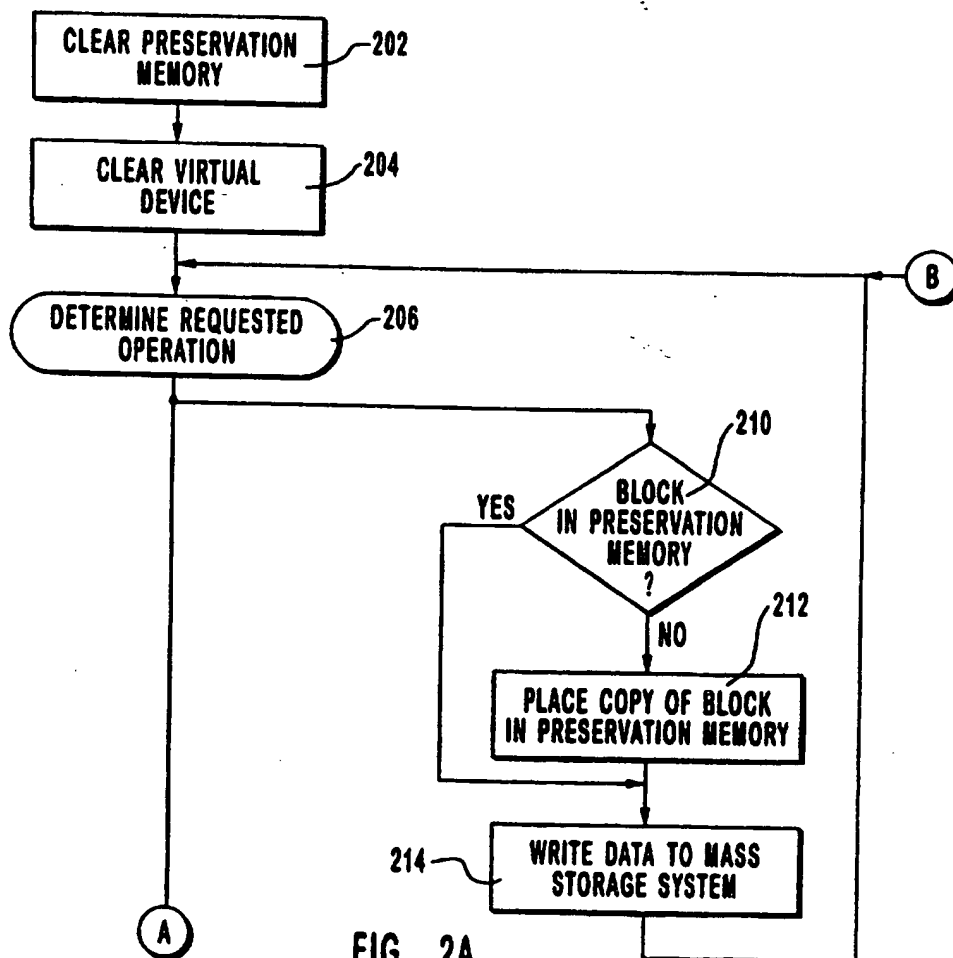 CLEAR PRESERVATION
MEMORY
202
CLEAR VIRTUAL
DEVICE
204
B
DETERMINE REQUESTED
OPERATION
206
210
BLOCK
IN PRESERVATION
MEMORY
?
YES
NO
212
PLACE COPY OF BLOCK
IN PRESERVATION MEMORY
WRITE DATA TO MASS
STORAGE SYSTEM
214
A
FIG. 2A